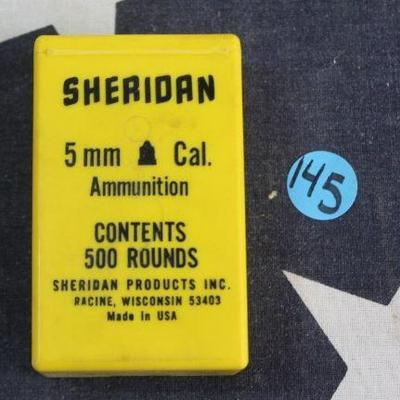 SHERIDAN
5mm Cal.
Ammunition
CONTENTS
500 ROUNDS
SHERIDAN PRODUCTS INC.
RACINE, WISCONSIN 53403
Made In USA
145